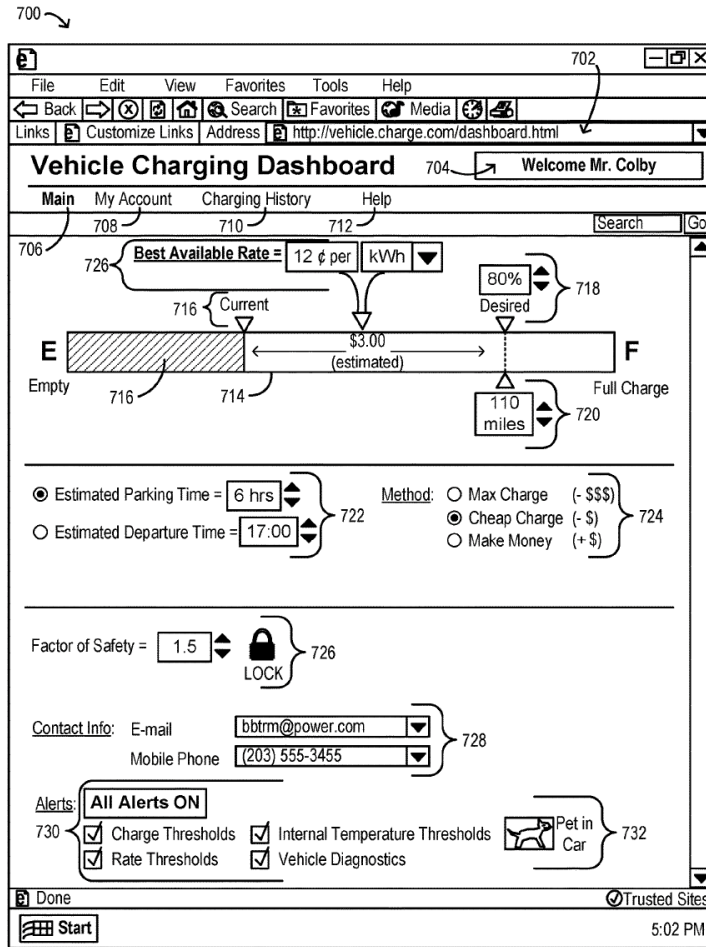 700
702
File Edit View Favorites Tools Help
Back Search Favorites Media
Links Customize Links Address http://vehicle.charge.com/dashboard.html
Vehicle Charging Dashboard 704 Welcome Mr. Colby
Main My Account Charging History Help
706 708 710 712 Search Go
726 Best Available Rate = 12 ¢ per kWh
80% 718
716 Current Desired
E $3.00 F
(estimated)
Empty 716 714 Full Charge
110 miles 720
Estimated Parking Time = 6 hrs Method: Max Charge (- $$$)
722 Cheap Charge (- $) 724
Estimated Departure Time = 17:00 Make Money (+ $)
Factor of Safety = 1.5 726
LOCK
Contact Info: E-mail bbtrm@power.com 728
Mobile Phone (203) 555-3455
Alerts: All Alerts ON
730 Charge Thresholds Internal Temperature Thresholds Pet in Car 732
Rate Thresholds Vehicle Diagnostics
Done Trusted Sites
Start 5:02 PM